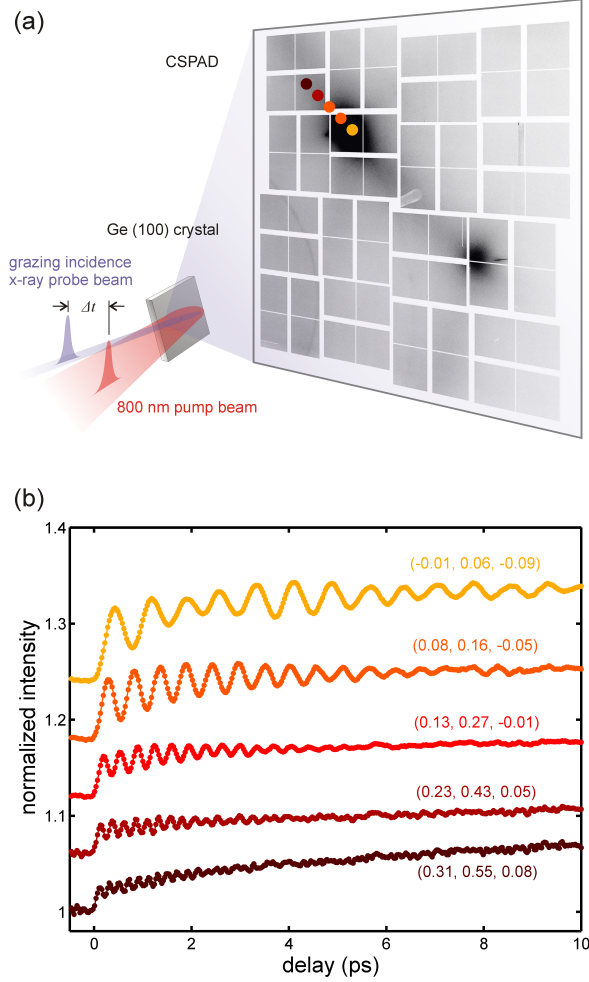 (a)
CSPAD
Ge (100) crystal
grazing incidence
x-ray probe beam
Δt
800 nm pump beam
(b)
1.4
(-0.01, 0.06, -0.09)
1.3
(0.08, 0.16, -0.05)
1.2
(0.13, 0.27, -0.01)
1.1
(0.23, 0.43, 0.05)
(0.31, 0.55, 0.08)
1
normalized intensity
0 2 4 6 8 10
delay (ps)